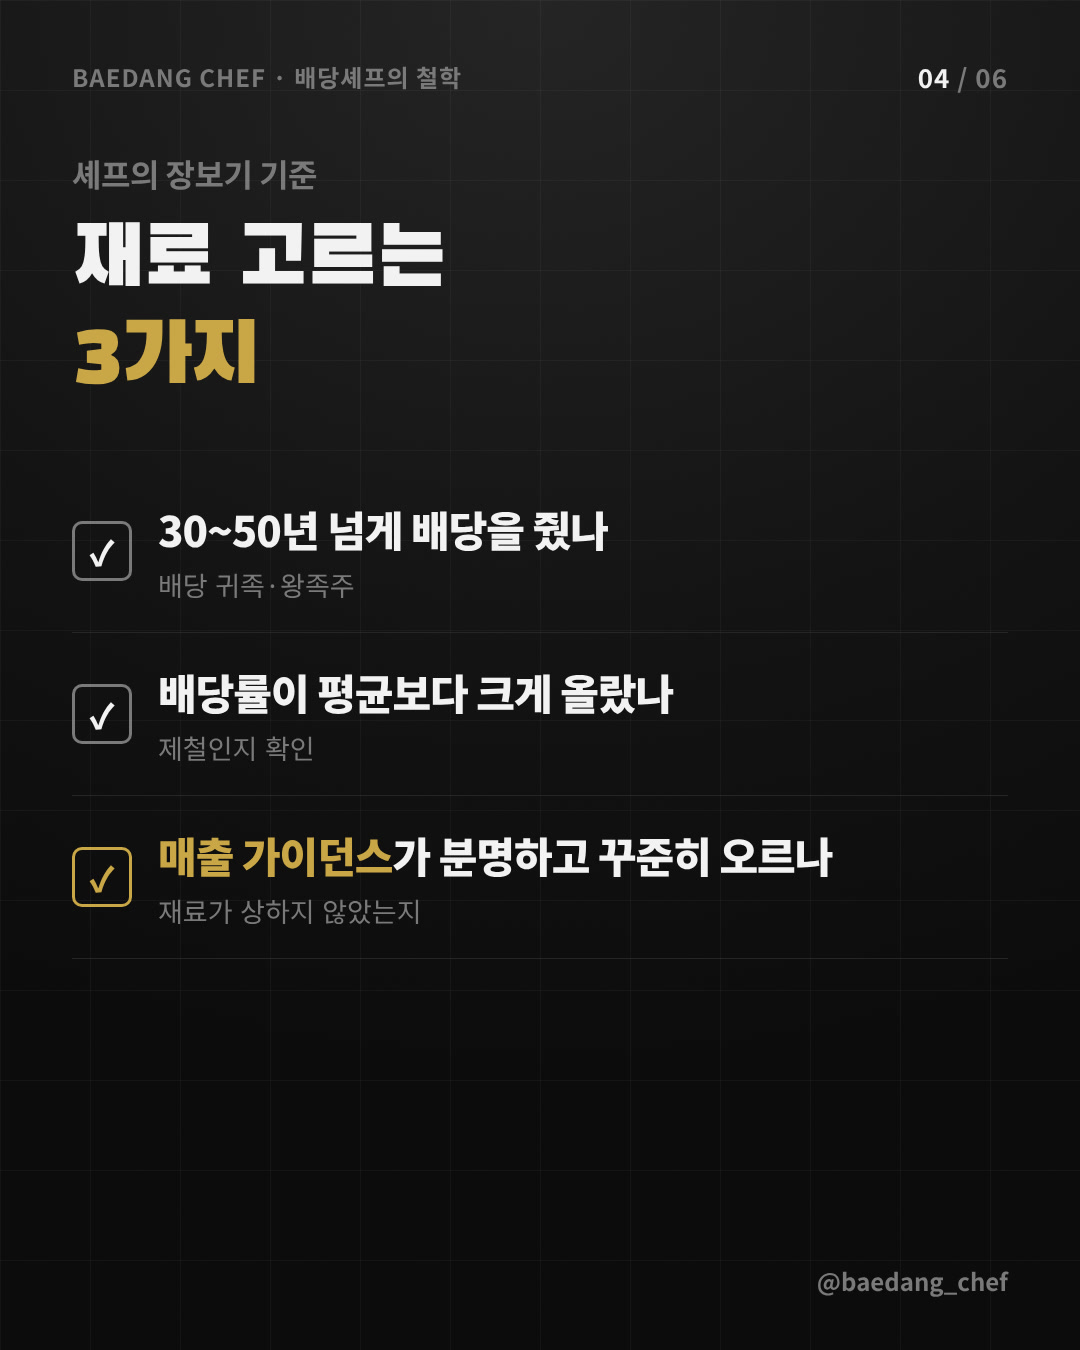 BAEDANG CHEF · 배당셰프의 철학
04 / 06
셰프의 장보기 기준
재료 고르는
3가지
30~50년 넘게 배당을 줬나
배당 귀족·왕족주
배당률이 평균보다 크게 올랐나
제철인지 확인
매출 가이던스가 분명하고 꾸준히 오르나
재료가 상하지 않았는지
@baedang_chef